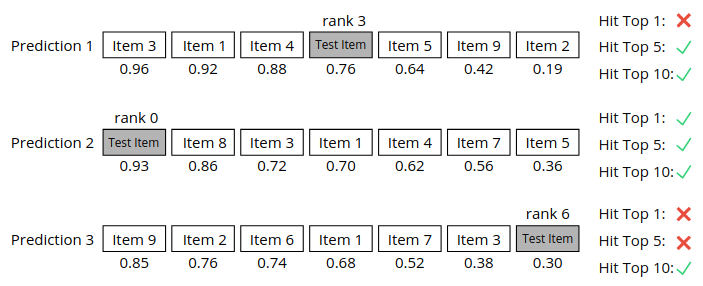 rank 3
Hit Top 1:
Prediction 1 Item 3 Item 1 Item 4 Test Item Item 5 Item 9 Item 2
Hit Top 5:
0.96 0.92 0.88 0.76 0.64 0.42 0.19
Hit Top 10:
rank 0
Hit Top 1:
Prediction 2 Test Item Item 8 Item 3 Item 1 Item 4 Item 7 Item 5
Hit Top 5:
0.93 0.86 0.72 0.70 0.62 0.56 0.36
Hit Top 10:
rank 6
Hit Top 1:
Prediction 3 Item 9 Item 2 Item 6 Item 1 Item 7 Item 3 Test Item
Hit Top 5:
0.85 0.76 0.74 0.68 0.52 0.38 0.30
Hit Top 10: